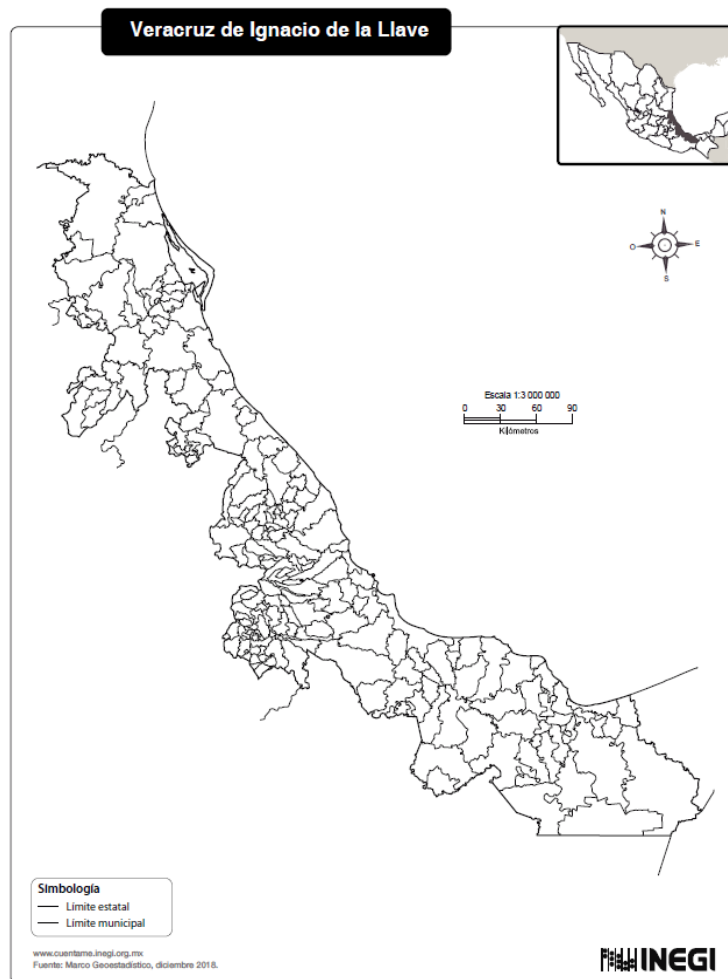 Veracruz de Ignacio de la Llave
N
O
E
S
Escala 1:3 000 000
0 30 60 90
Kilómetros
Simbología
Límite estatal
Límite municipal
www.cuentame.inegi.org.mx
Fuente: Marco Geoestadístico, diciembre 2018.
INEGI